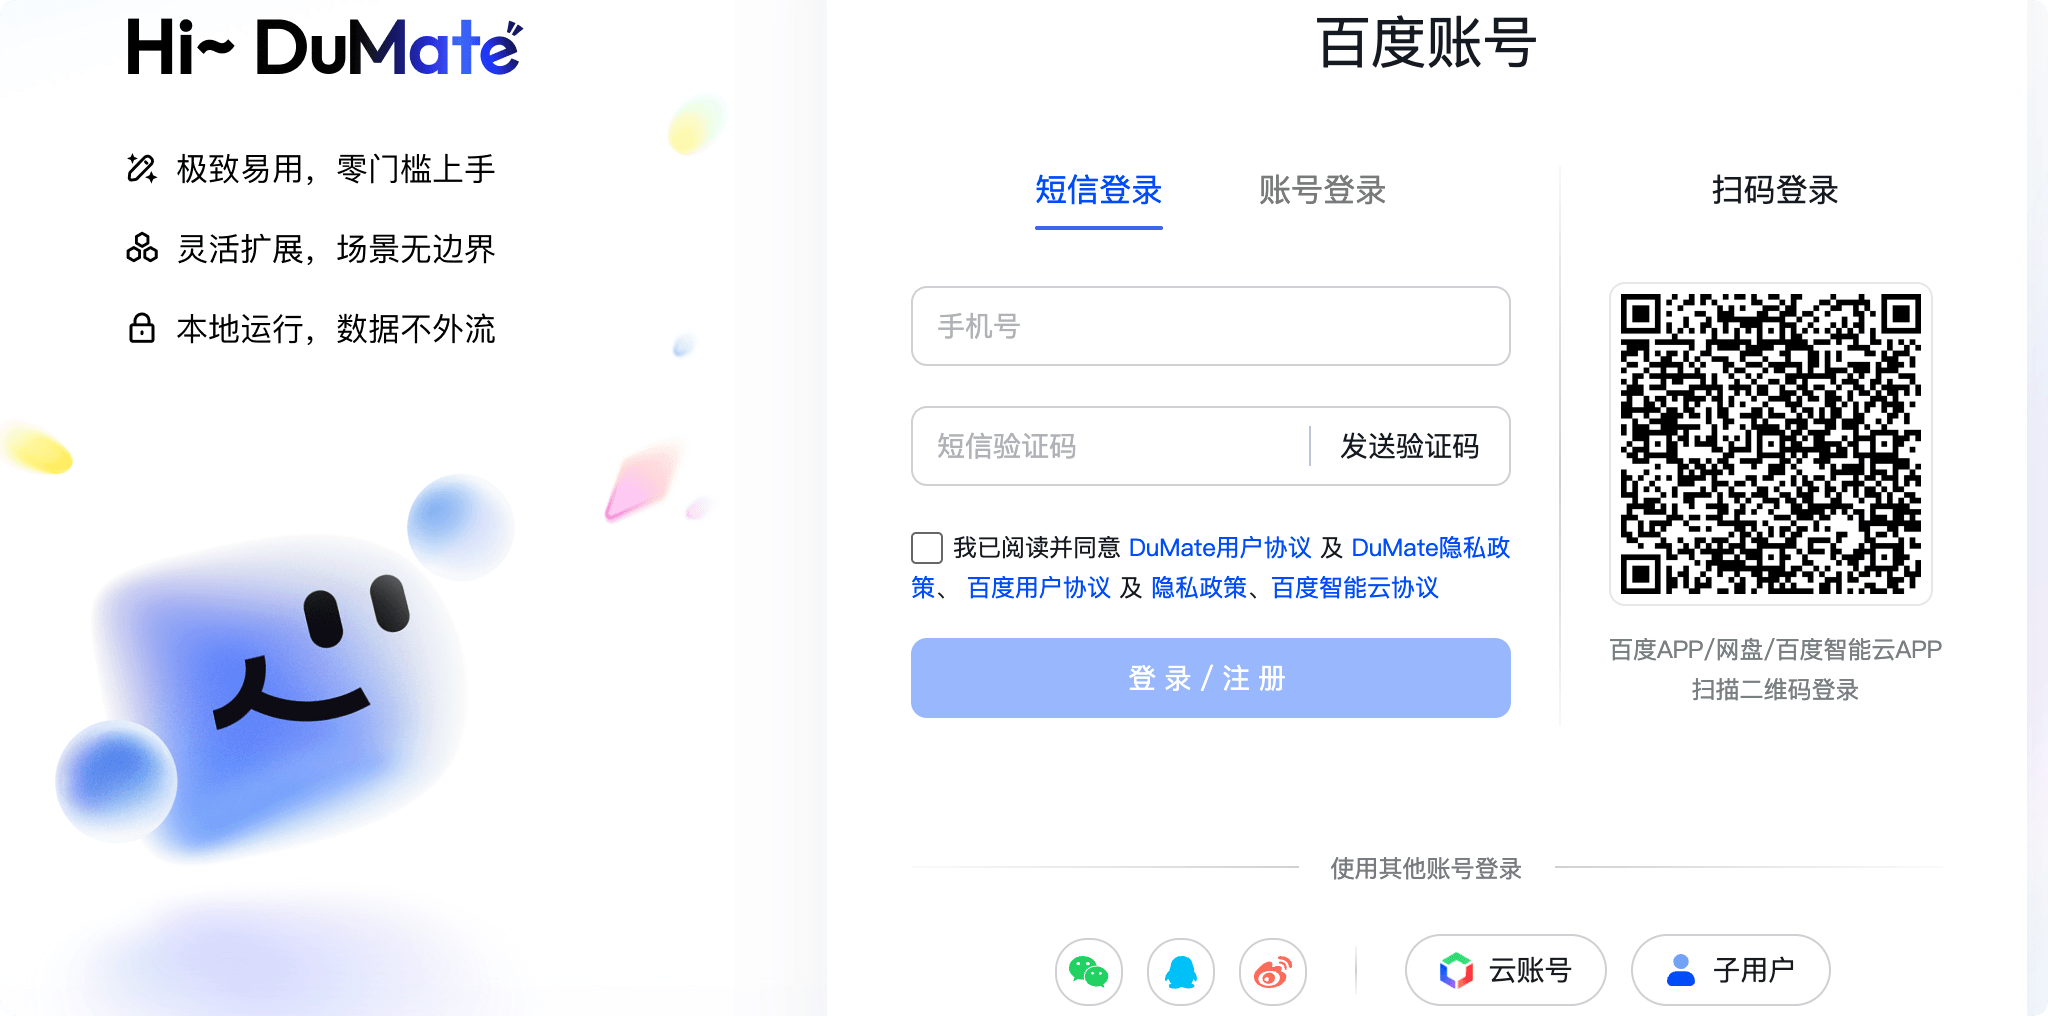 Hi~ DuMate
极致易用，零门槛上手
灵活扩展，场景无边界
本地运行，数据不外流
百度账号
短信登录
账号登录
手机号
短信验证码
发送验证码
我已阅读并同意 DuMate用户协议 及 DuMate隐私政
策、 百度用户协议 及 隐私政策、百度智能云协议
登录/注册
扫码登录
百度APP/网盘/百度智能云APP
扫描二维码登录
使用其他账号登录
云账号
子用户